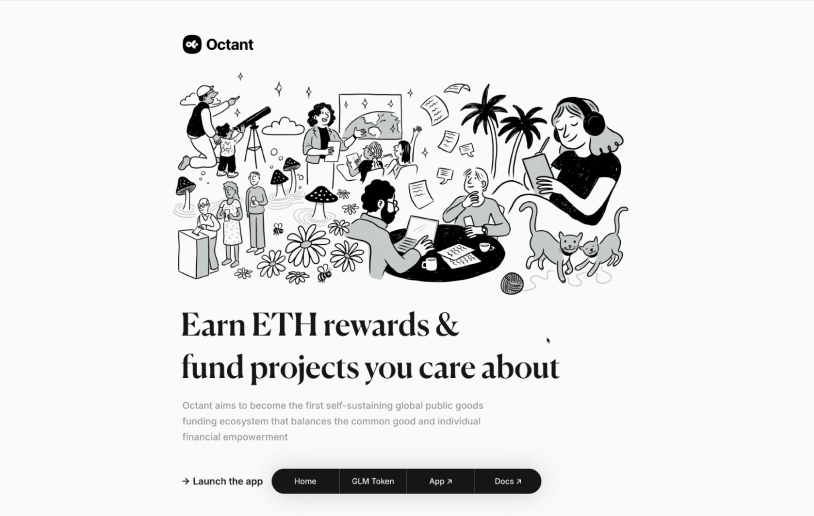 Octant
Earn ETH rewards &
fund projects you care about
Octant aims to become the first self-sustaining global public goods
funding ecosystem that balances the common good and individual
financial empowerment
→ Launch the app
Home
GLM Token
App ↗
Docs ↗